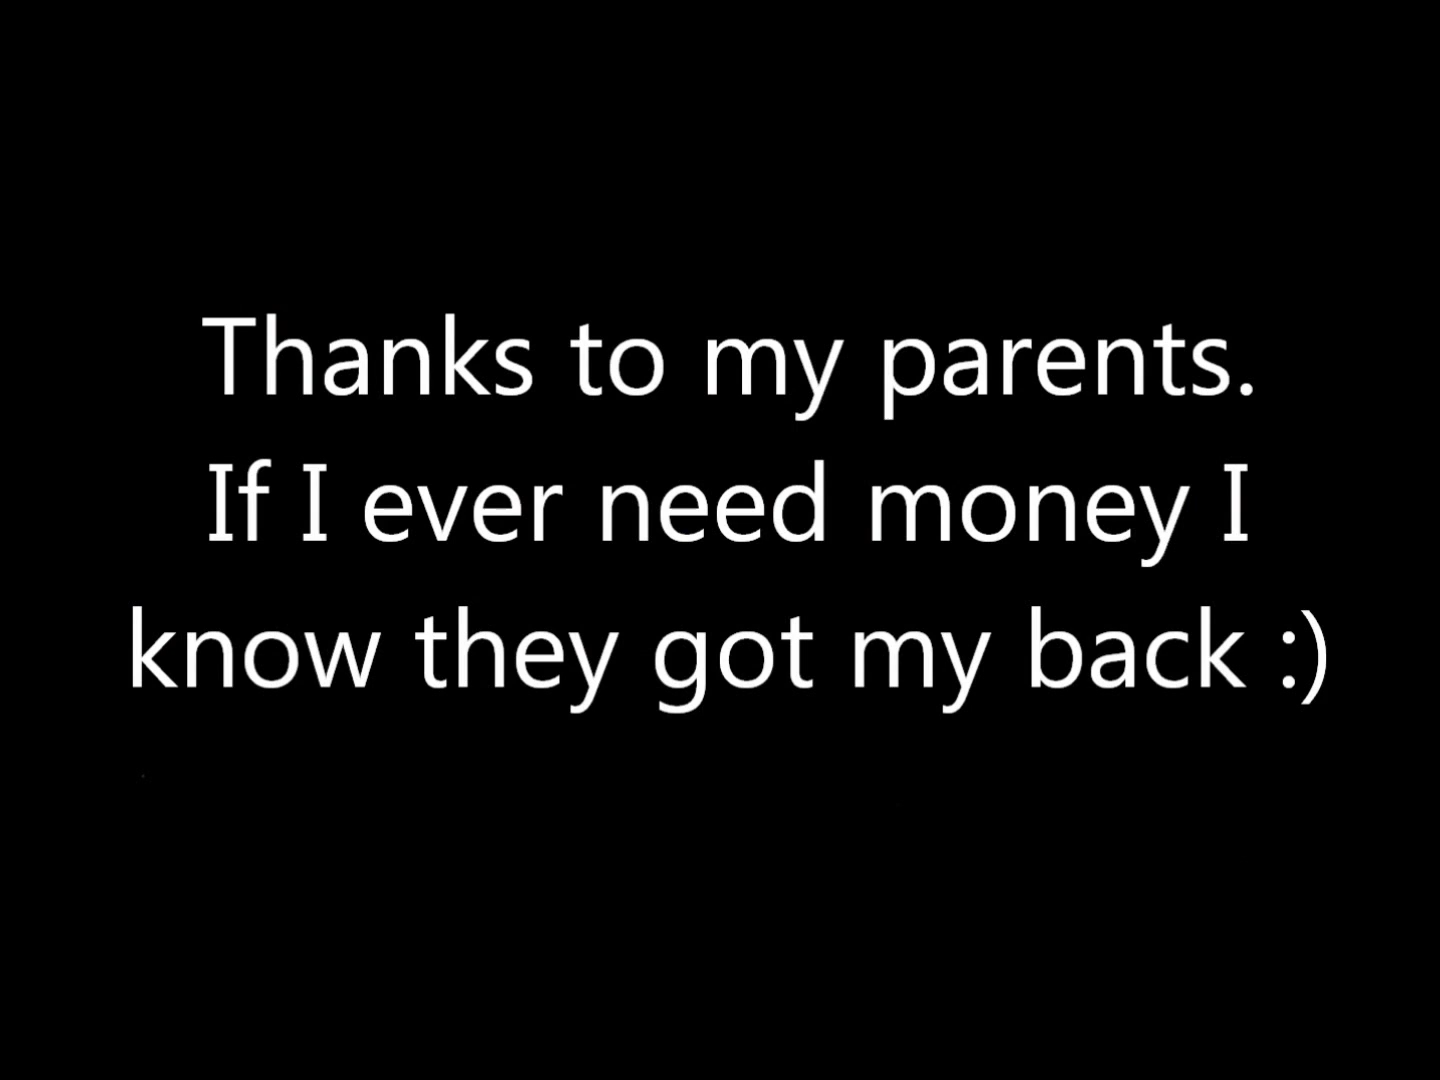 Thanks to my parents.
If I ever need money I
know they got my back :)